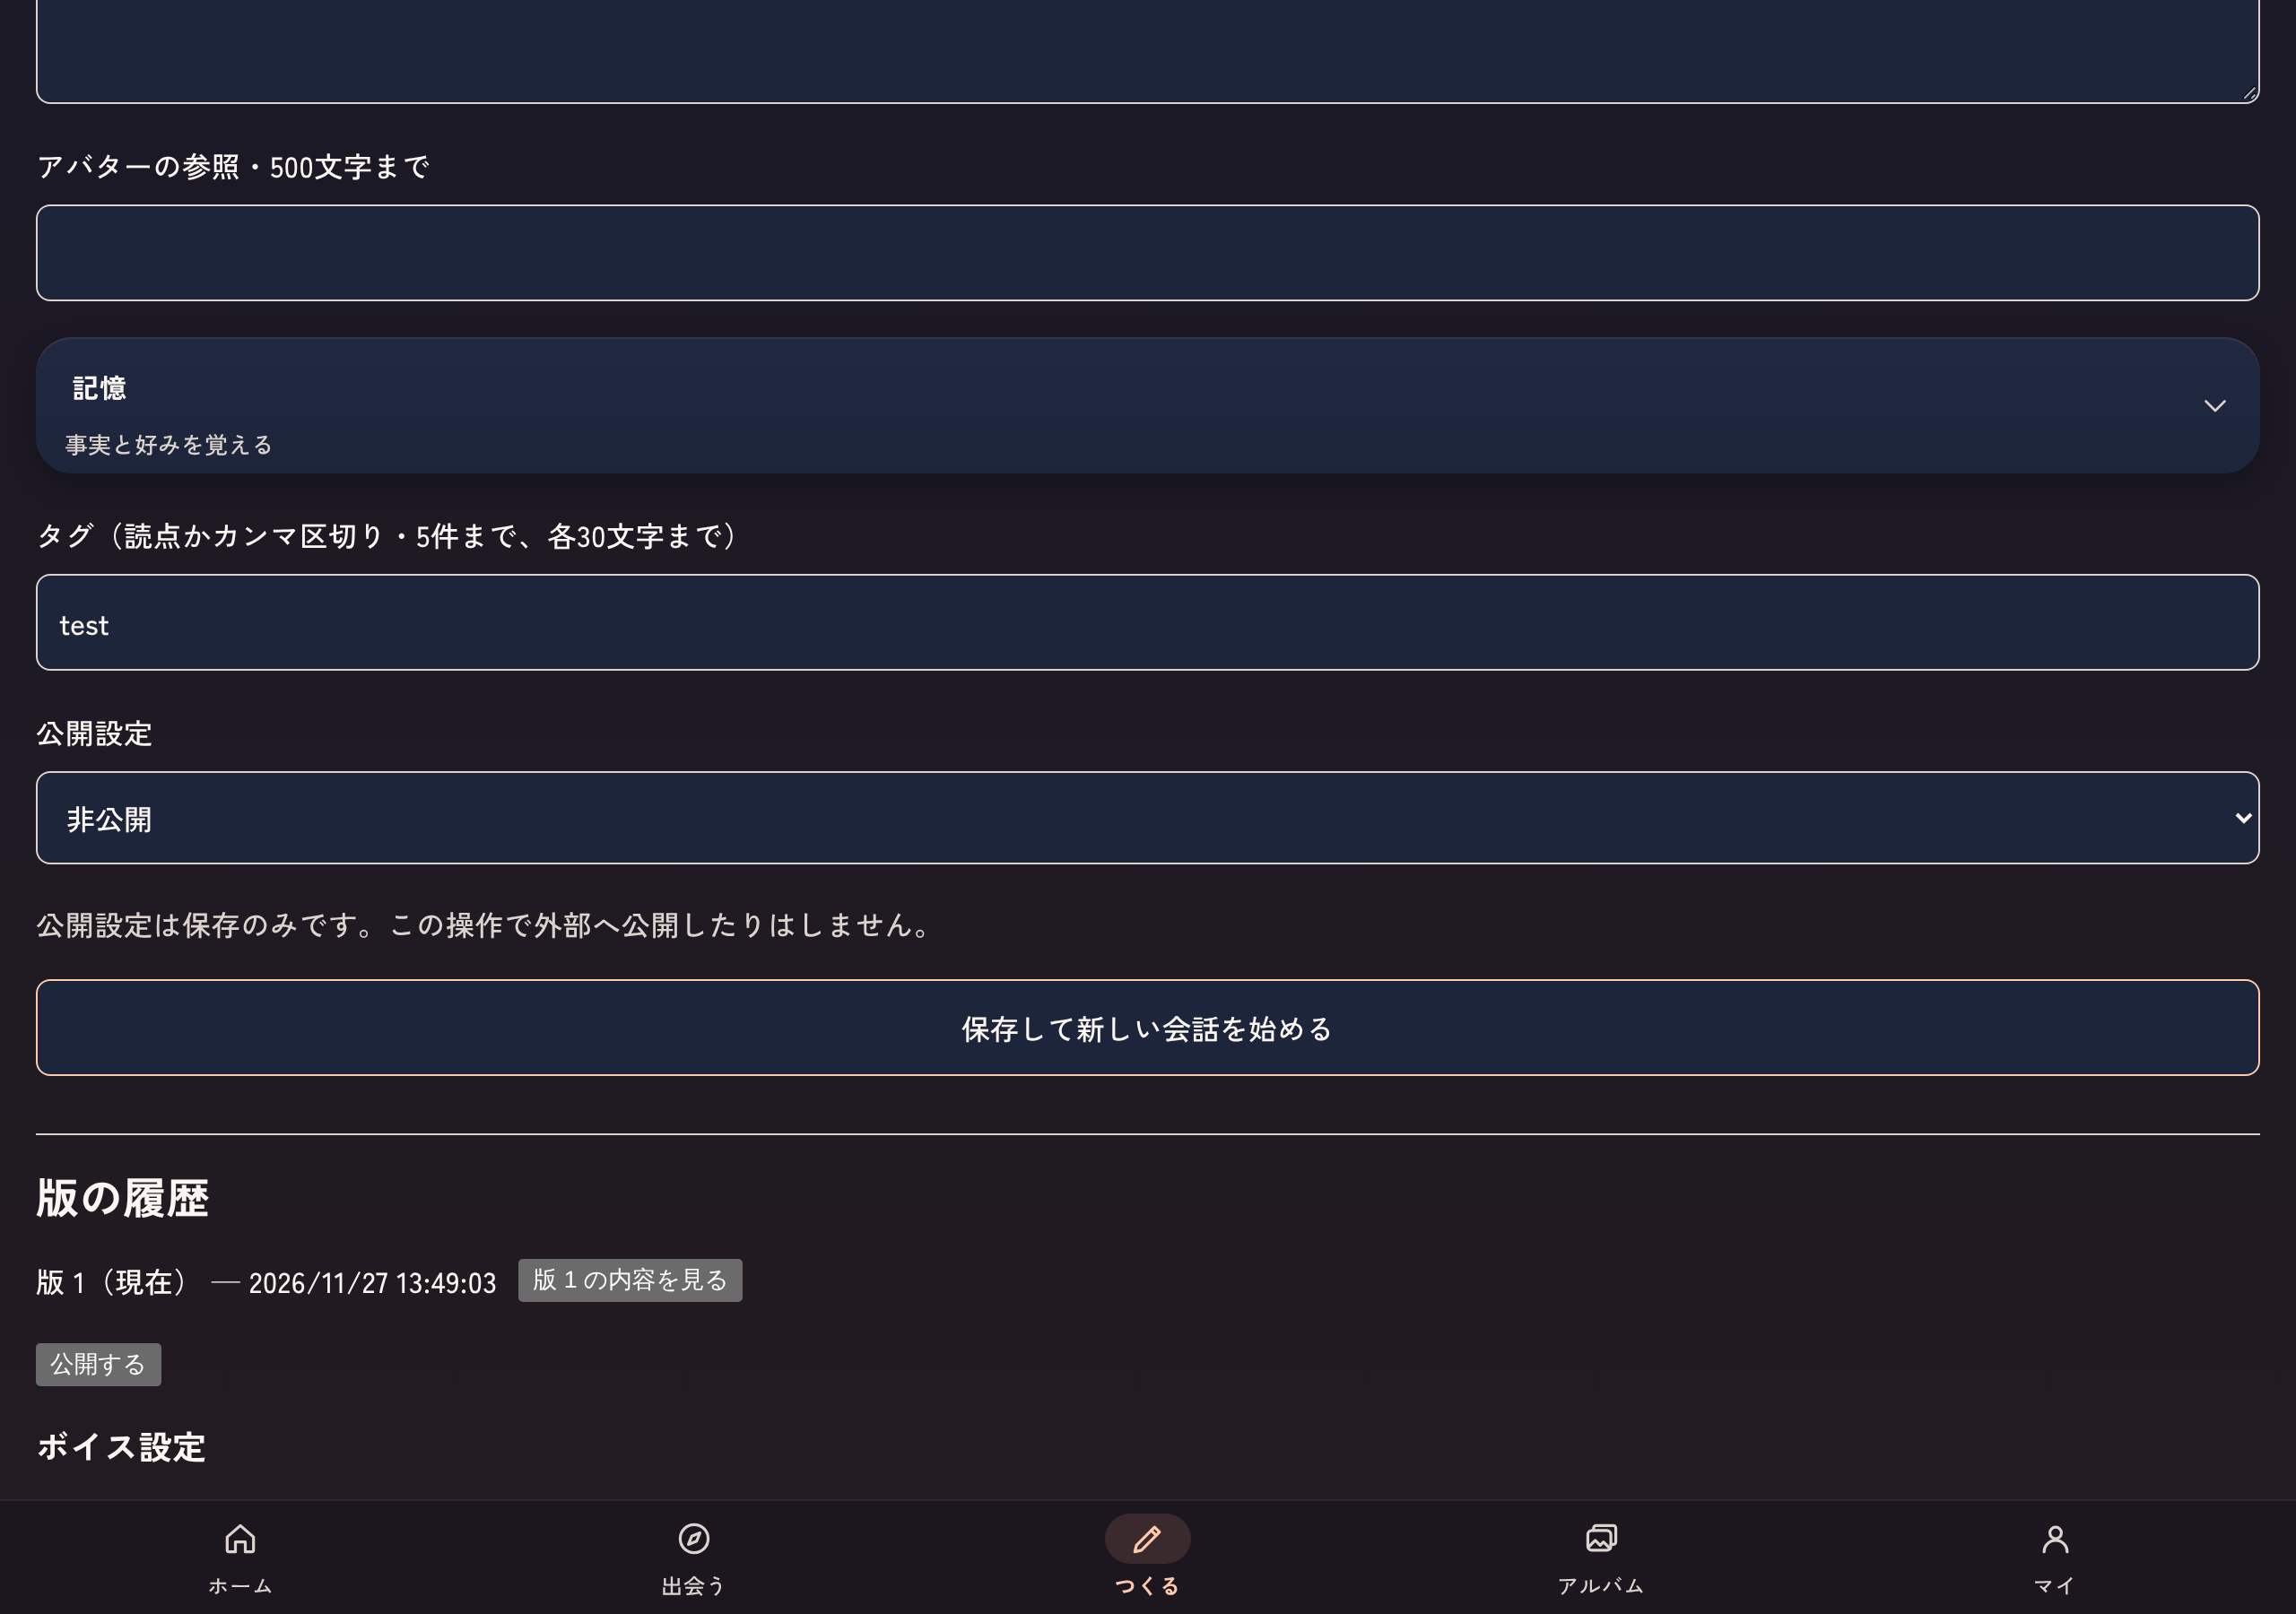 アバターの参照・500文字まで
記憶
事実と好みを覚える
タグ（読点かカンマ区切り・5件まで、各30文字まで）
test
公開設定
非公開
公開設定は保存のみです。この操作で外部へ公開したりはしません。
保存して新しい会話を始める
版の履歴
版 1（現在） — 2026/11/27 13:49:03 版 1 の内容を見る
公開する
ボイス設定
ホーム 出会う つくる アルバム マイ